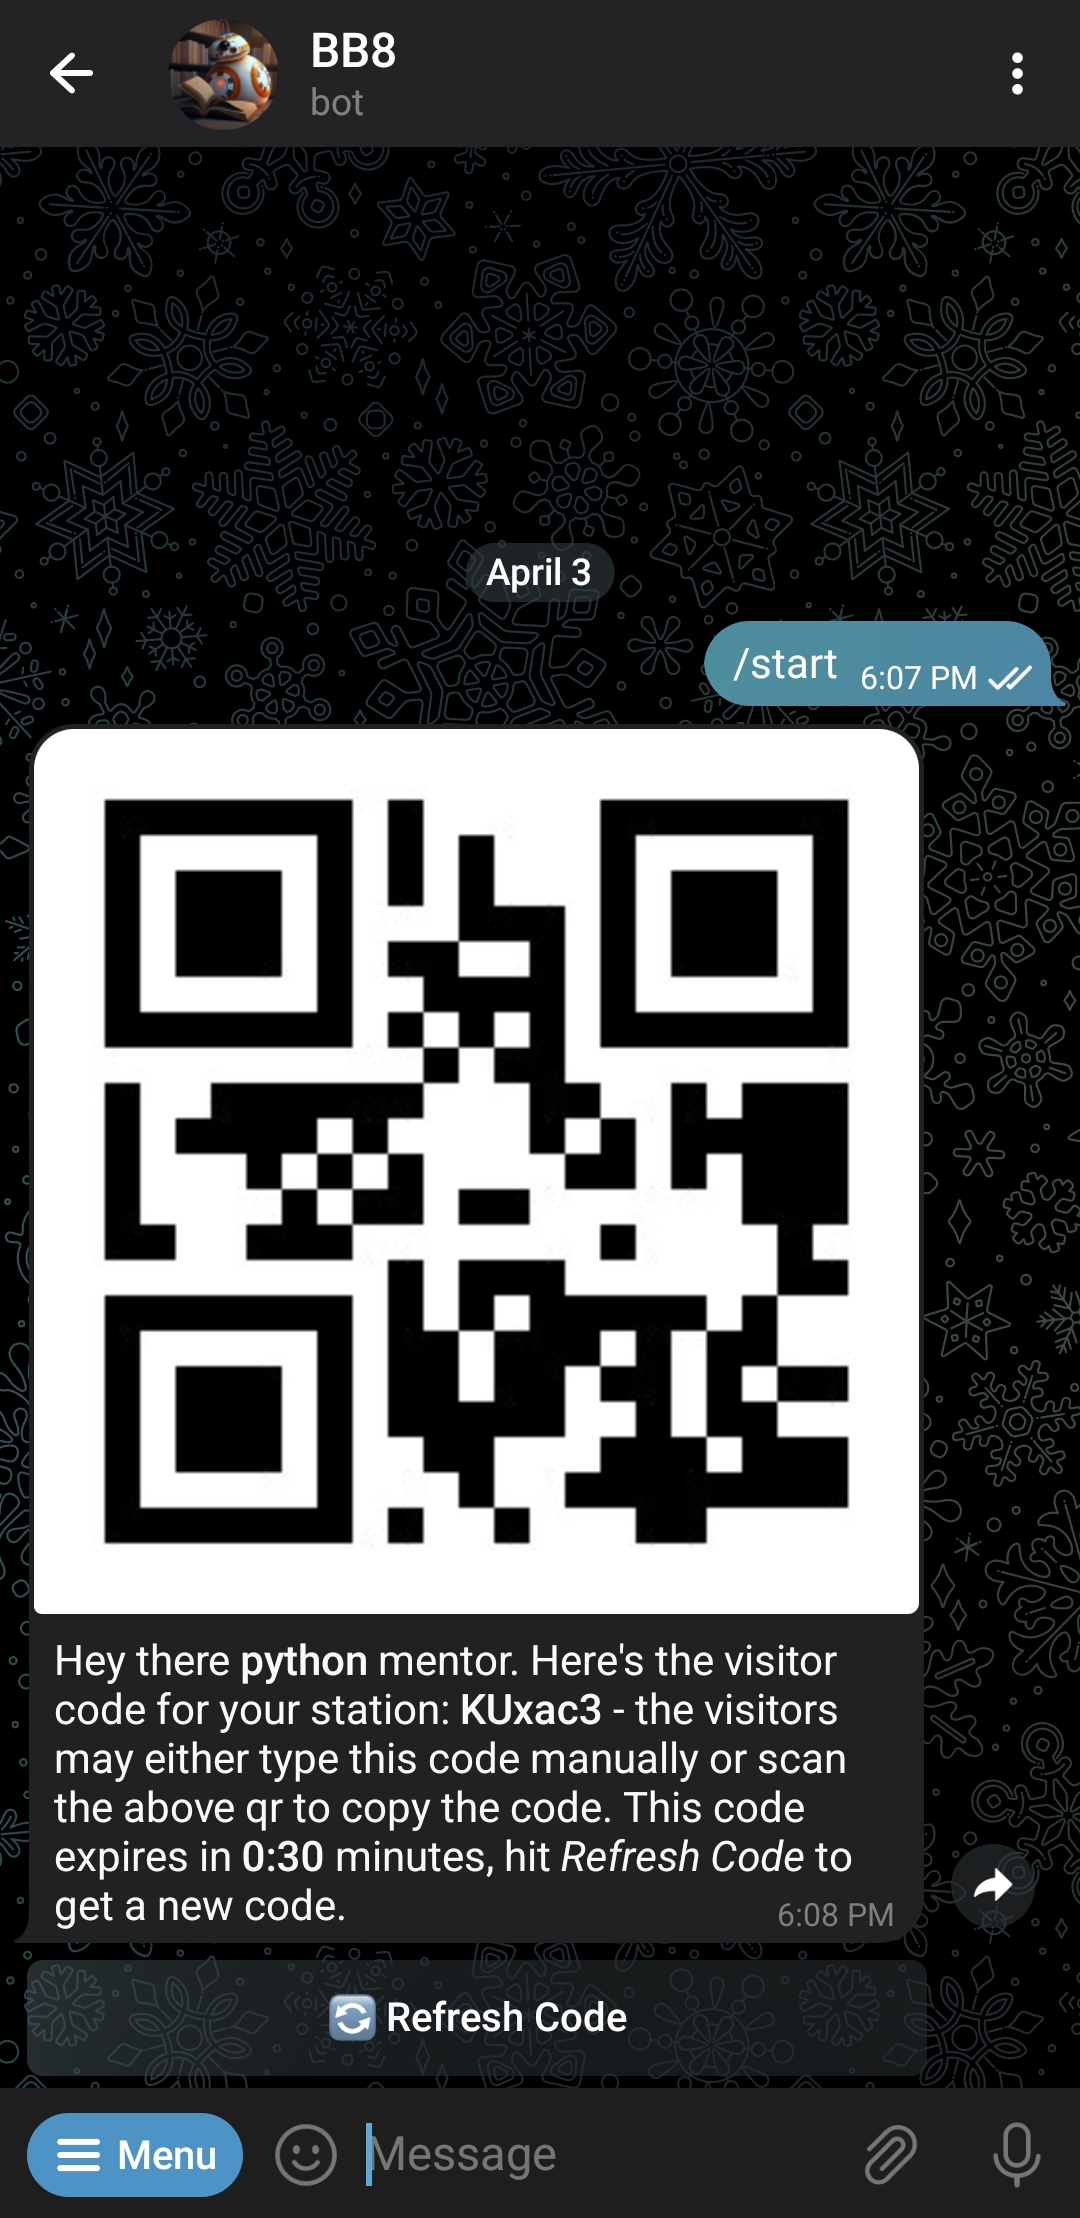 BB8
bot
April 3
/start 6:07 PM
Hey there python mentor. Here's the visitor
code for your station: KUxac3 - the visitors
may either type this code manually or scan
the above qr to copy the code. This code
expires in 0:30 minutes, hit Refresh Code to
get a new code. 6:08 PM
Refresh Code
Menu Message